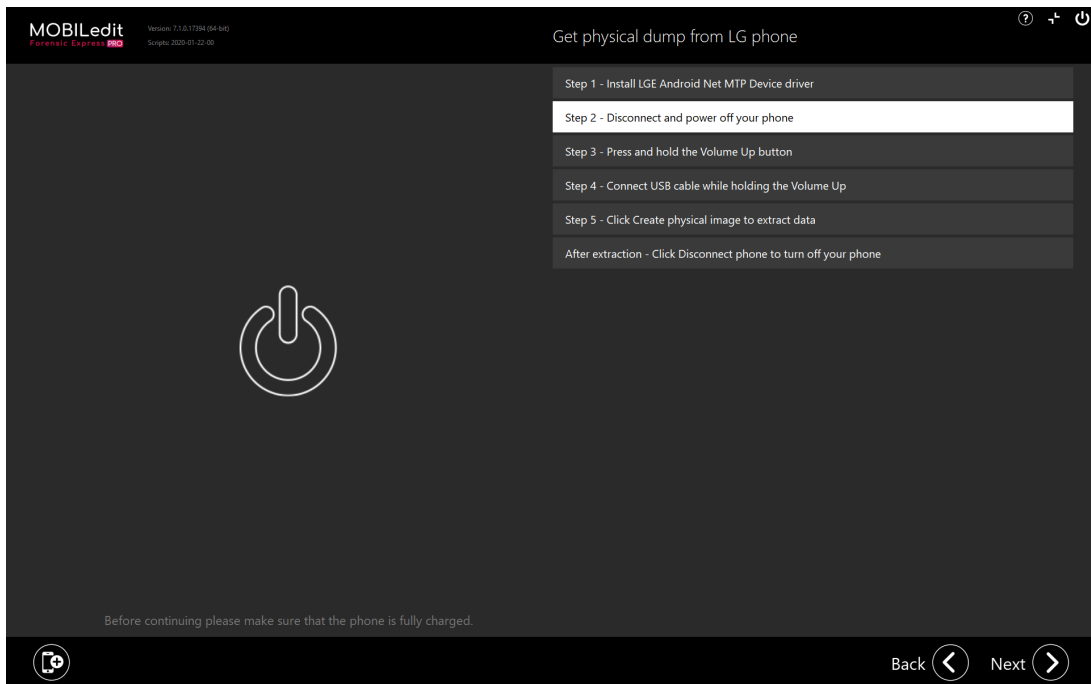 MOBILedit
Forensic Express PRO
Version: 7.1.0.17394 (64-bit)
Scripts: 2020-01-22-00
Get physical dump from LG phone
Step 1 - Install LGE Android Net MTP Device driver
Step 2 - Disconnect and power off your phone
Step 3 - Press and hold the Volume Up button
Step 4 - Connect USB cable while holding the Volume Up
Step 5 - Click Create physical image to extract data
After extraction - Click Disconnect phone to turn off your phone
Before continuing please make sure that the phone is fully charged.
Back
Next